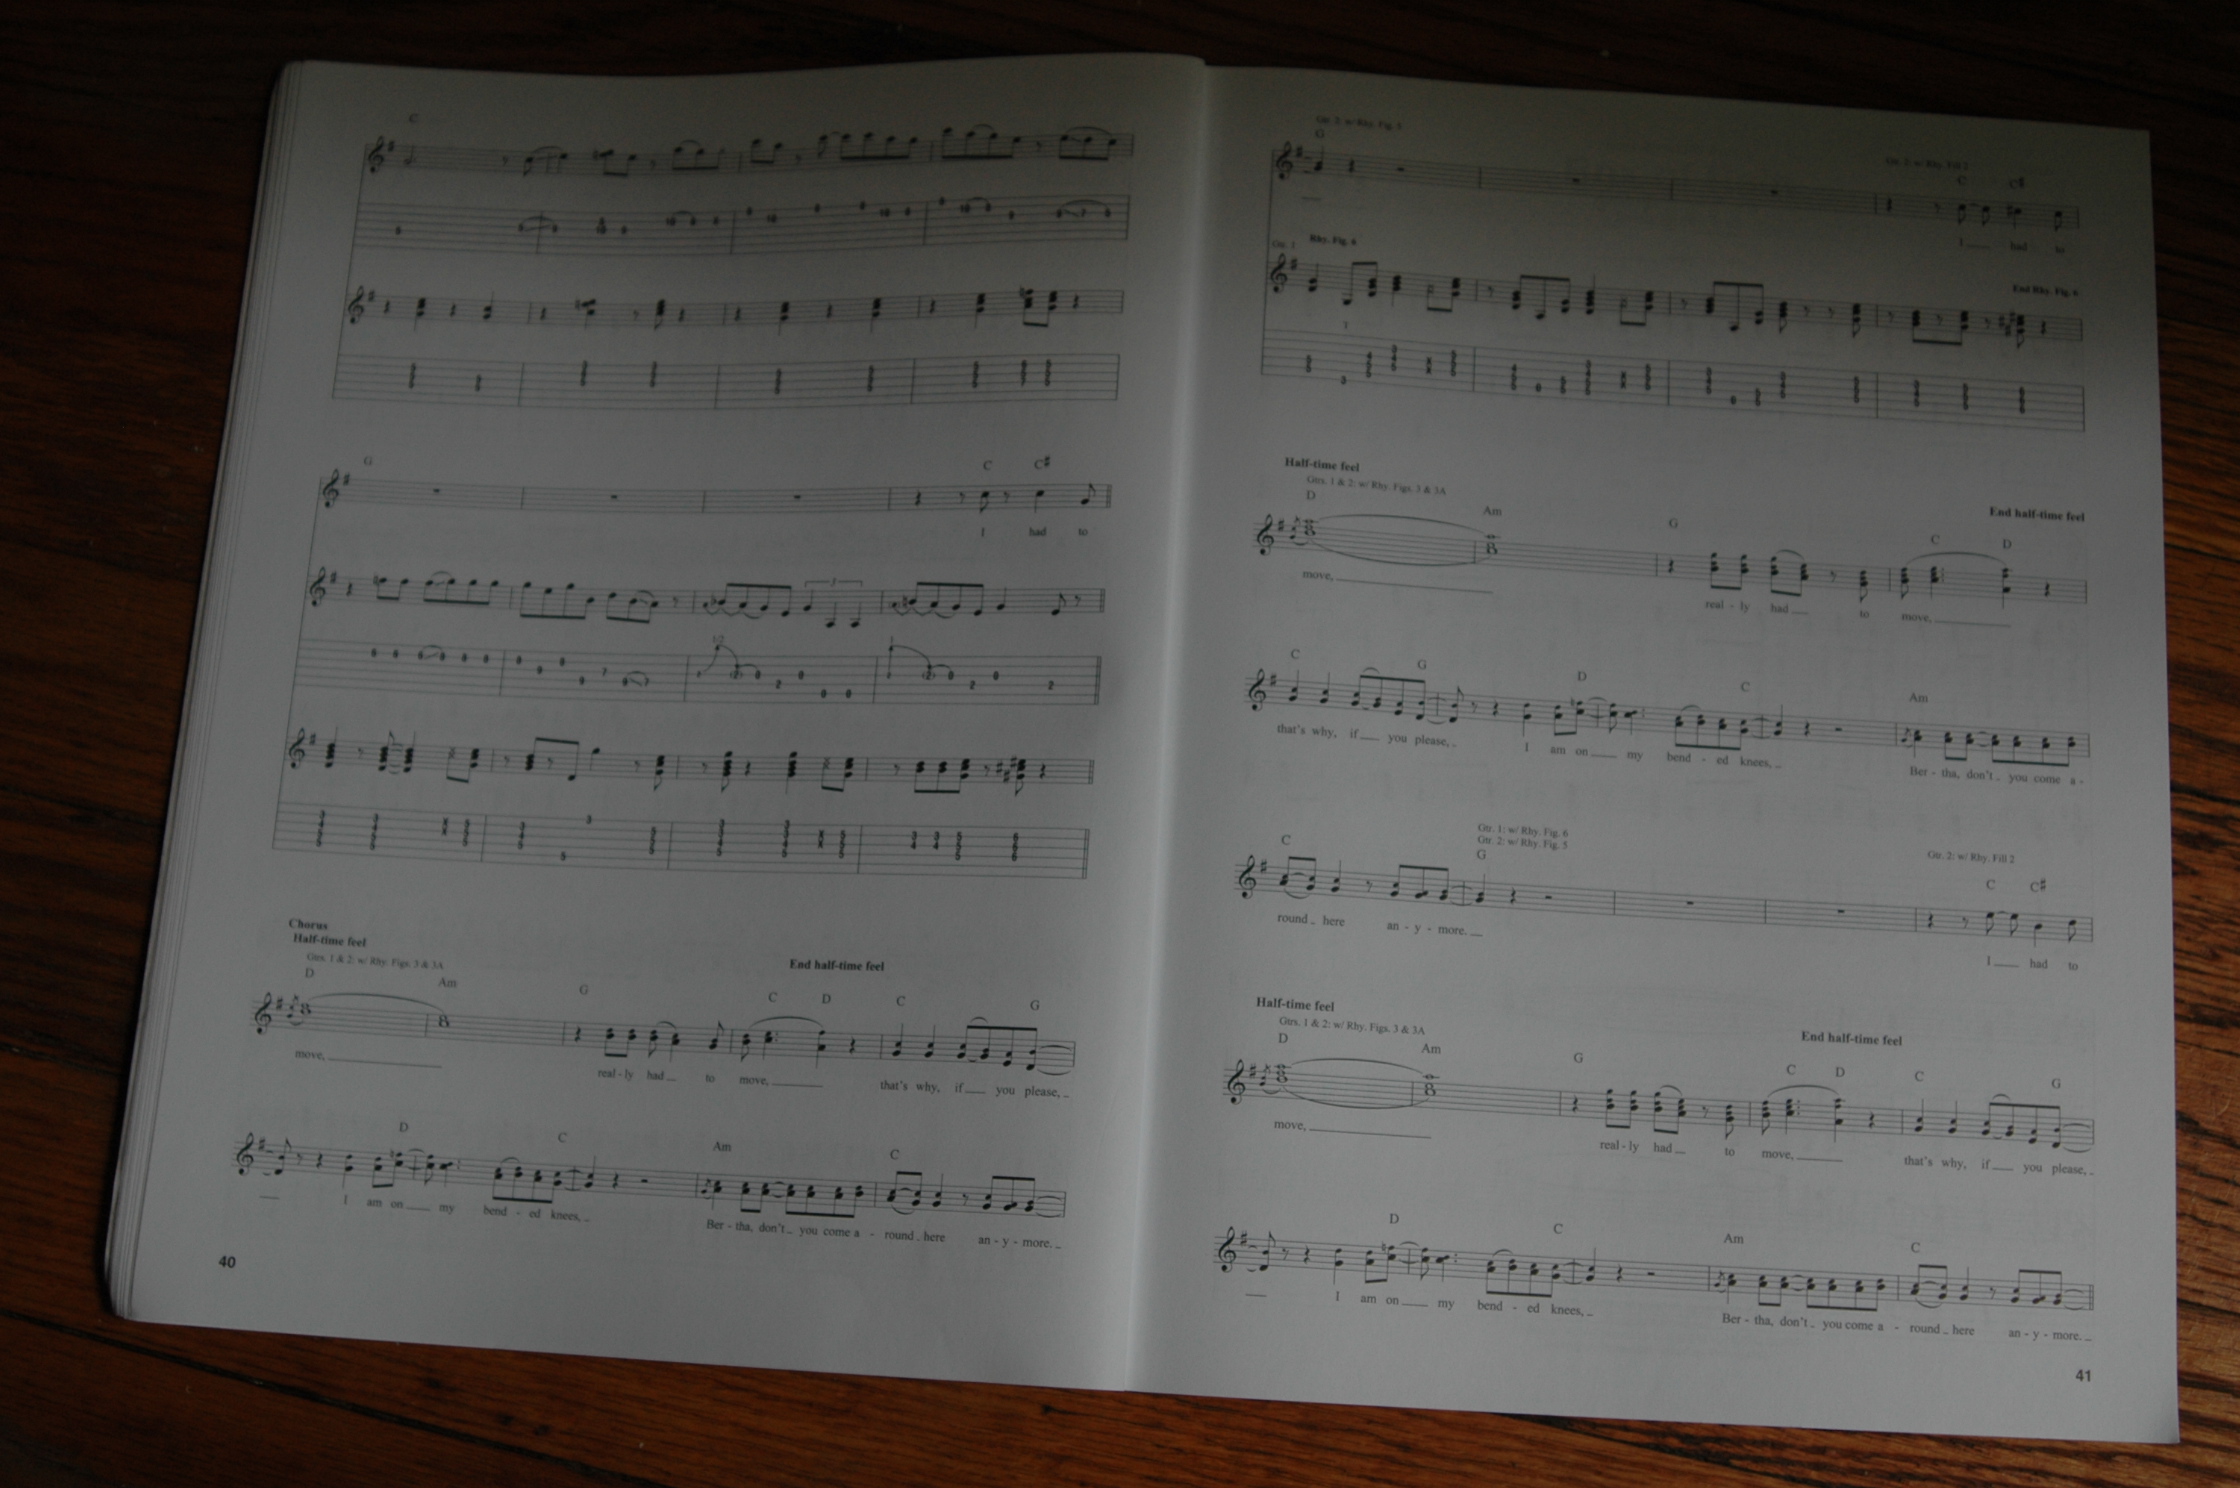 C
G C C♯
I had to
1/2
Chorus
Half-time feel
Gtrs. 1 & 2: w/ Rhy. Figs. 3 & 3A
End half-time feel
D Am G C D C G
move, real - ly had to move, that's why, if you please,
D C Am C
I am on my bend - ed knees, Ber - tha, don't you come a - round here an - y - more.
40
Gtr. 2: w/ Rhy. Fig. 5
Gtr. 2: w/ Rhy. Fill 2
G C C♯
I had to
Rhy. Fig. 6
End Rhy. Fig. 6
Gtr. 1
Half-time feel
Gtrs. 1 & 2: w/ Rhy. Figs. 3 & 3A
End half-time feel
D Am G C D
move, real - ly had to move,
C G D C Am
that's why, if you please, I am on my bend - ed knees, Ber - tha, don't you come a -
Gtr. 1: w/ Rhy. Fig. 6
Gtr. 2: w/ Rhy. Fig. 5
Gtr. 2: w/ Rhy. Fill 2
C G C C♯
round here an - y - more. I had to
Half-time feel
Gtrs. 1 & 2: w/ Rhy. Figs. 3 & 3A
End half-time feel
D Am G C D C G
move, real - ly had to move, that's why, if you please,
D C Am C
I am on my bend - ed knees, Ber - tha, don't you come a - round here an - y - more.
41